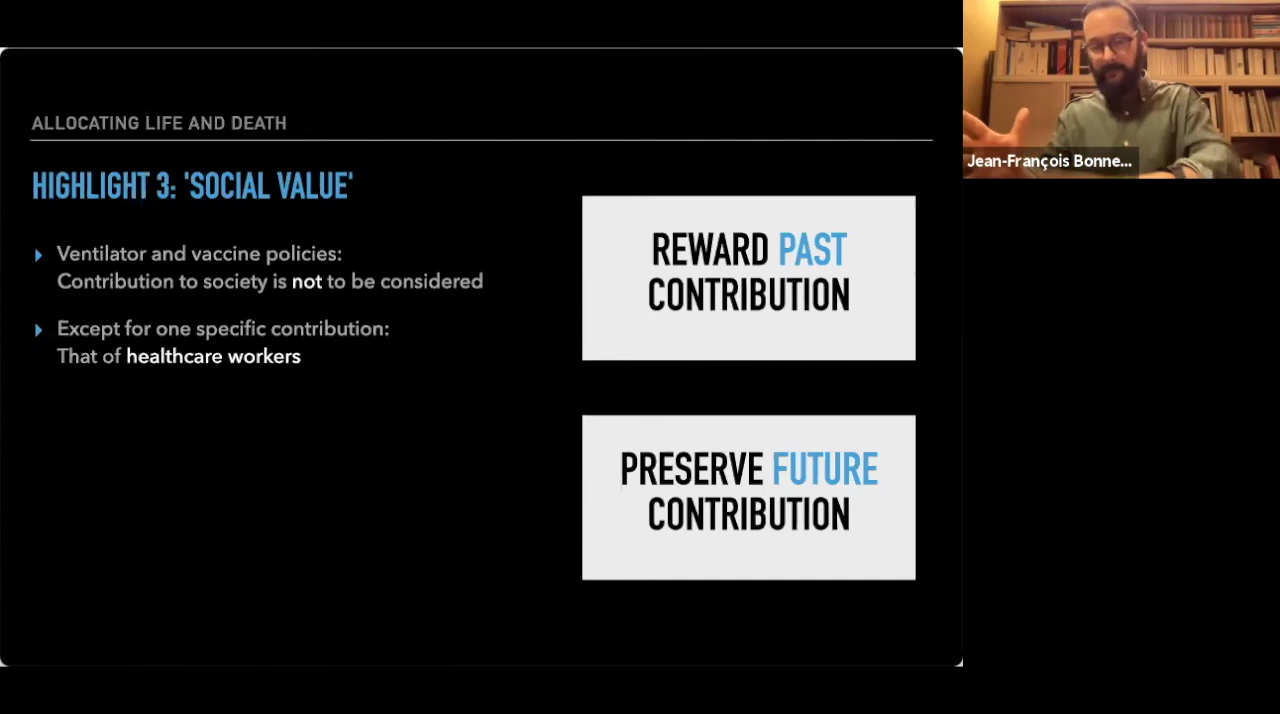 ALLOCATING LIFE AND DEATH
HIGHLIGHT 3: 'SOCIAL VALUE'
Ventilator and vaccine policies:
Contribution to society is not to be considered
Except for one specific contribution:
That of healthcare workers
REWARD PAST
CONTRIBUTION
PRESERVE FUTURE
CONTRIBUTION
Jean-François Bonne...